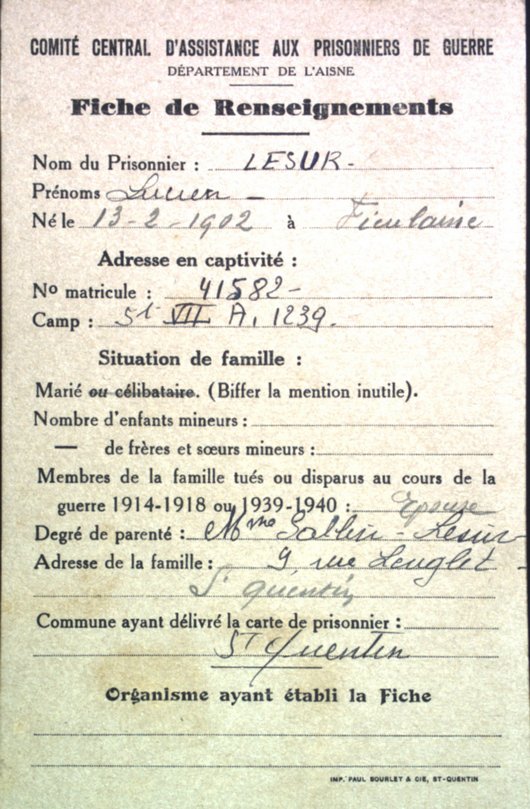 COMITÉ CENTRAL D'ASSISTANCE AUX PRISONNIERS DE GUERRE
DÉPARTEMENT DE L'AISNE
Fiche de Renseignements
Nom du Prisonnier : LESUR-
Prénoms Lucien -
Né le 13-2-1902 à Fieulaine
Adresse en captivité :
No matricule : 41582-
Camp : St VII A. 1239.
Situation de famille :
Marié ou célibataire. (Biffer la mention inutile).
Nombre d'enfants mineurs :
— de frères et sœurs mineurs :
Membres de la famille tués ou disparus au cours de la
guerre 1914-1918 ou 1939-1940 : Epouse
Degré de parenté : Mme - Lesur
Adresse de la famille : 9 rue Lenglet -
St quentin
Commune ayant délivré la carte de prisonnier :
ST Quentin
Organisme ayant établi la Fiche
IMP. PAUL BOURLET & CIE, ST-QUENTIN